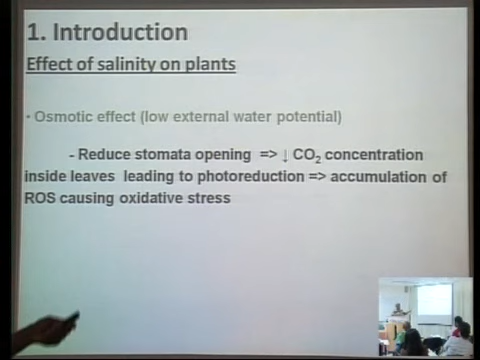 1. Introduction
Effect of salinity on plants
• Osmotic effect (low external water potential)
- Reduce stomata opening => ↓ CO₂ concentration
inside leaves leading to photoreduction => accumulation of
ROS causing oxidative stress